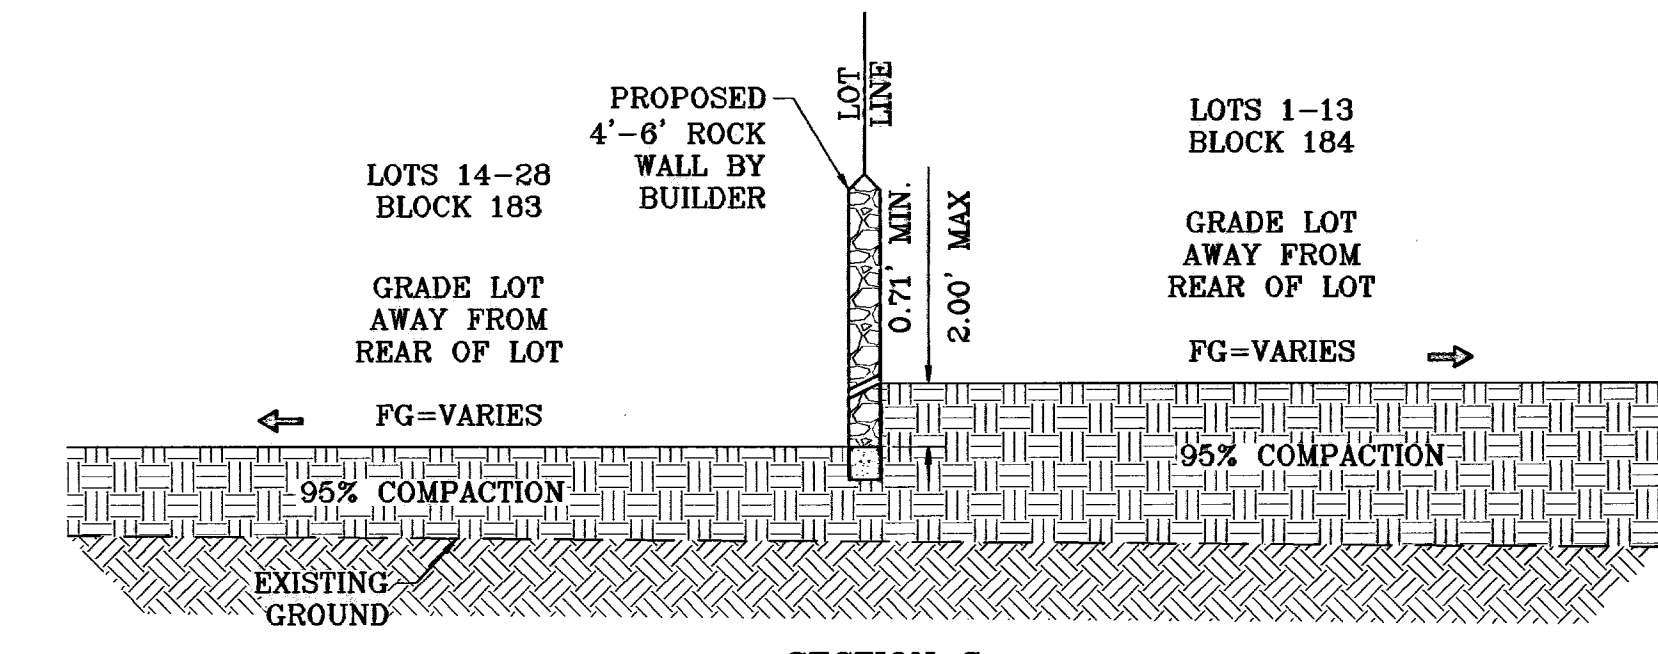 LOTS 14-28
BLOCK 183
GRADE LOT
AWAY FROM
REAR OF LOT
FG=VARIES
95% COMPACTION
EXISTING
GROUND
PROPOSED
4'-6' ROCK
WALL BY
BUILDER
LOT
LINE
0.71' MIN.
2.00' MAX
LOTS 1-13
BLOCK 184
GRADE LOT
AWAY FROM
REAR OF LOT
FG=VARIES
95% COMPACTION